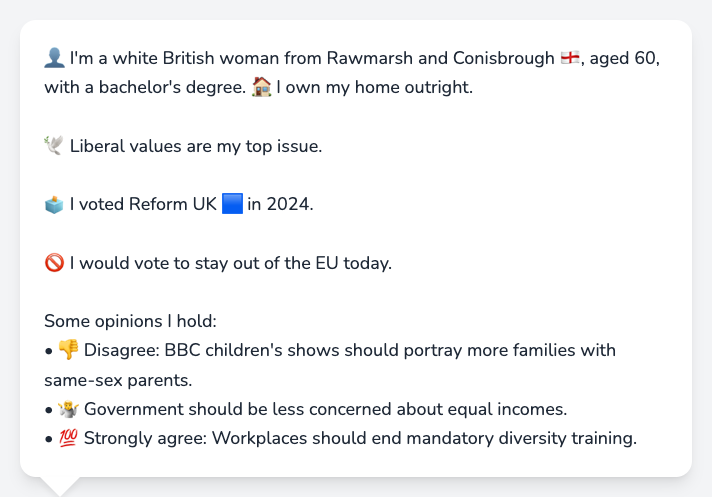 👤 I'm a white British woman from Rawmarsh and Conisbrough 🏴󠁧󠁢󠁥󠁮󠁧󠁿, aged 60,
with a bachelor's degree. 🏠 I own my home outright.
🕊️ Liberal values are my top issue.
🗳️ I voted Reform UK 🟦 in 2024.
🚫 I would vote to stay out of the EU today.
Some opinions I hold:
• 👎 Disagree: BBC children's shows should portray more families with
same-sex parents.
• 🤷 Government should be less concerned about equal incomes.
• 💯 Strongly agree: Workplaces should end mandatory diversity training.